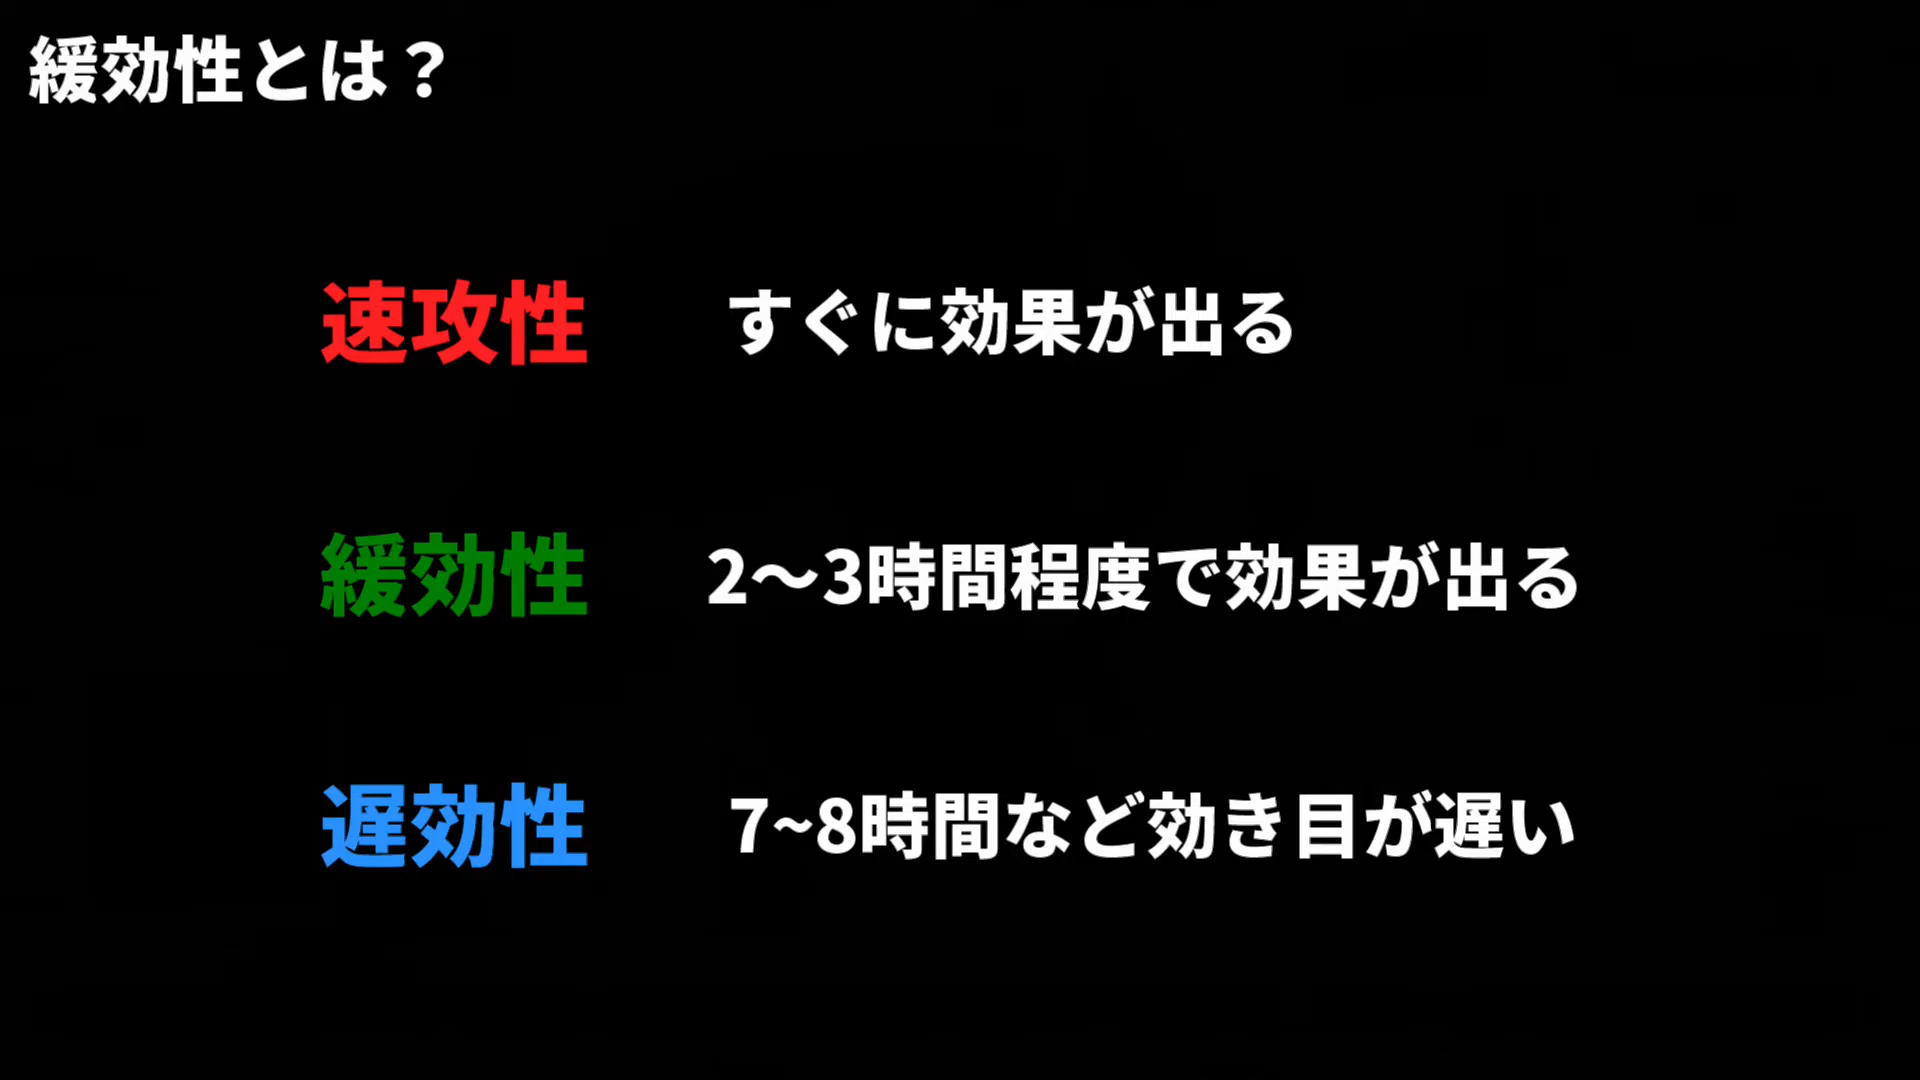 緩効性とは？
速攻性 すぐに効果が出る
緩効性 2〜3時間程度で効果が出る
遅効性 7~8時間など効き目が遅い